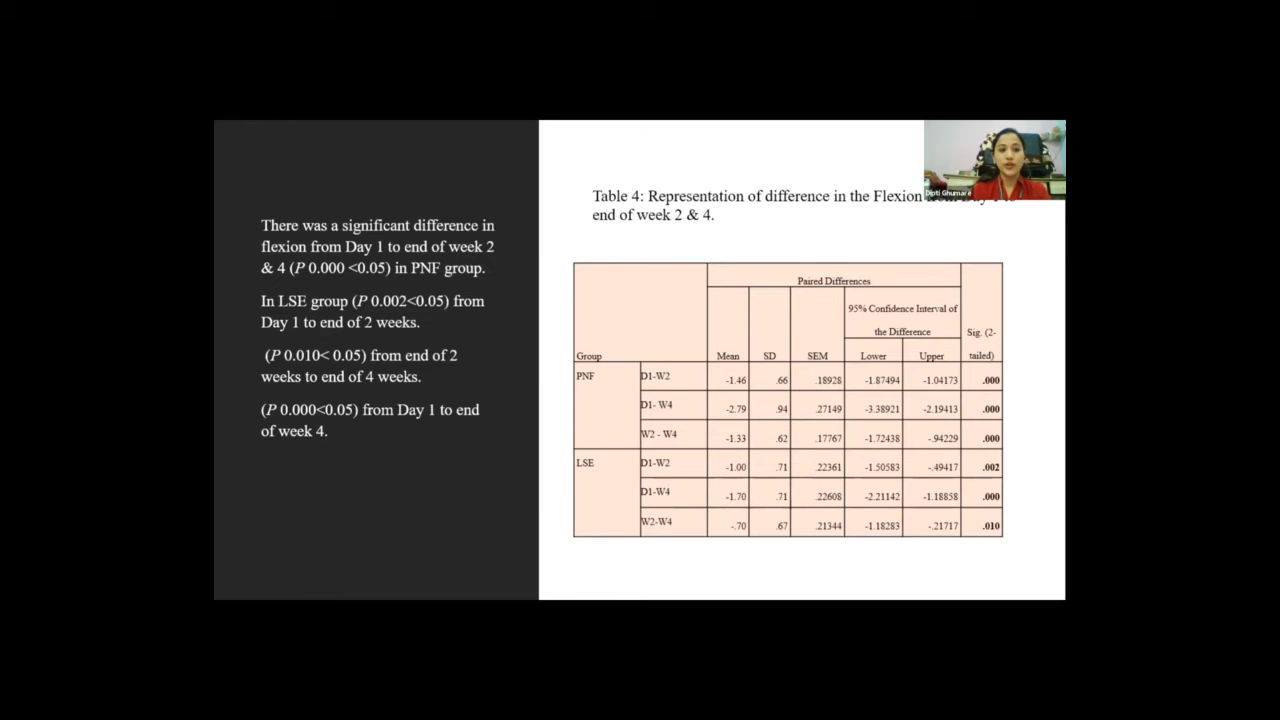 There was a significant difference in
flexion from Day 1 to end of week 2
& 4 (P 0.000 <0.05) in PNF group.
In LSE group (P 0.002<0.05) from
Day 1 to end of 2 weeks.
(P 0.010< 0.05) from end of 2
weeks to end of 4 weeks.
(P 0.000<0.05) from Day 1 to end
of week 4.
Dipti Ghumare
Table 4: Representation of difference in the Flexion
end of week 2 & 4.
Paired Differences
95% Confidence Interval of
the Difference
Sig. (2-
tailed)
Group Mean SD SEM Lower Upper
PNF D1-W2 -1.46 .66 .18928 -1.87494 -1.04173 .000
D1- W4 -2.79 .94 .27149 -3.38921 -2.19413 .000
W2 - W4 -1.33 .62 .17767 -1.72438 -.94229 .000
LSE D1-W2 -1.00 .71 .22361 -1.50583 -.49417 .002
D1-W4 -1.70 .71 .22608 -2.21142 -1.18858 .000
W2-W4 -.70 .67 .21344 -1.18283 -.21717 .010